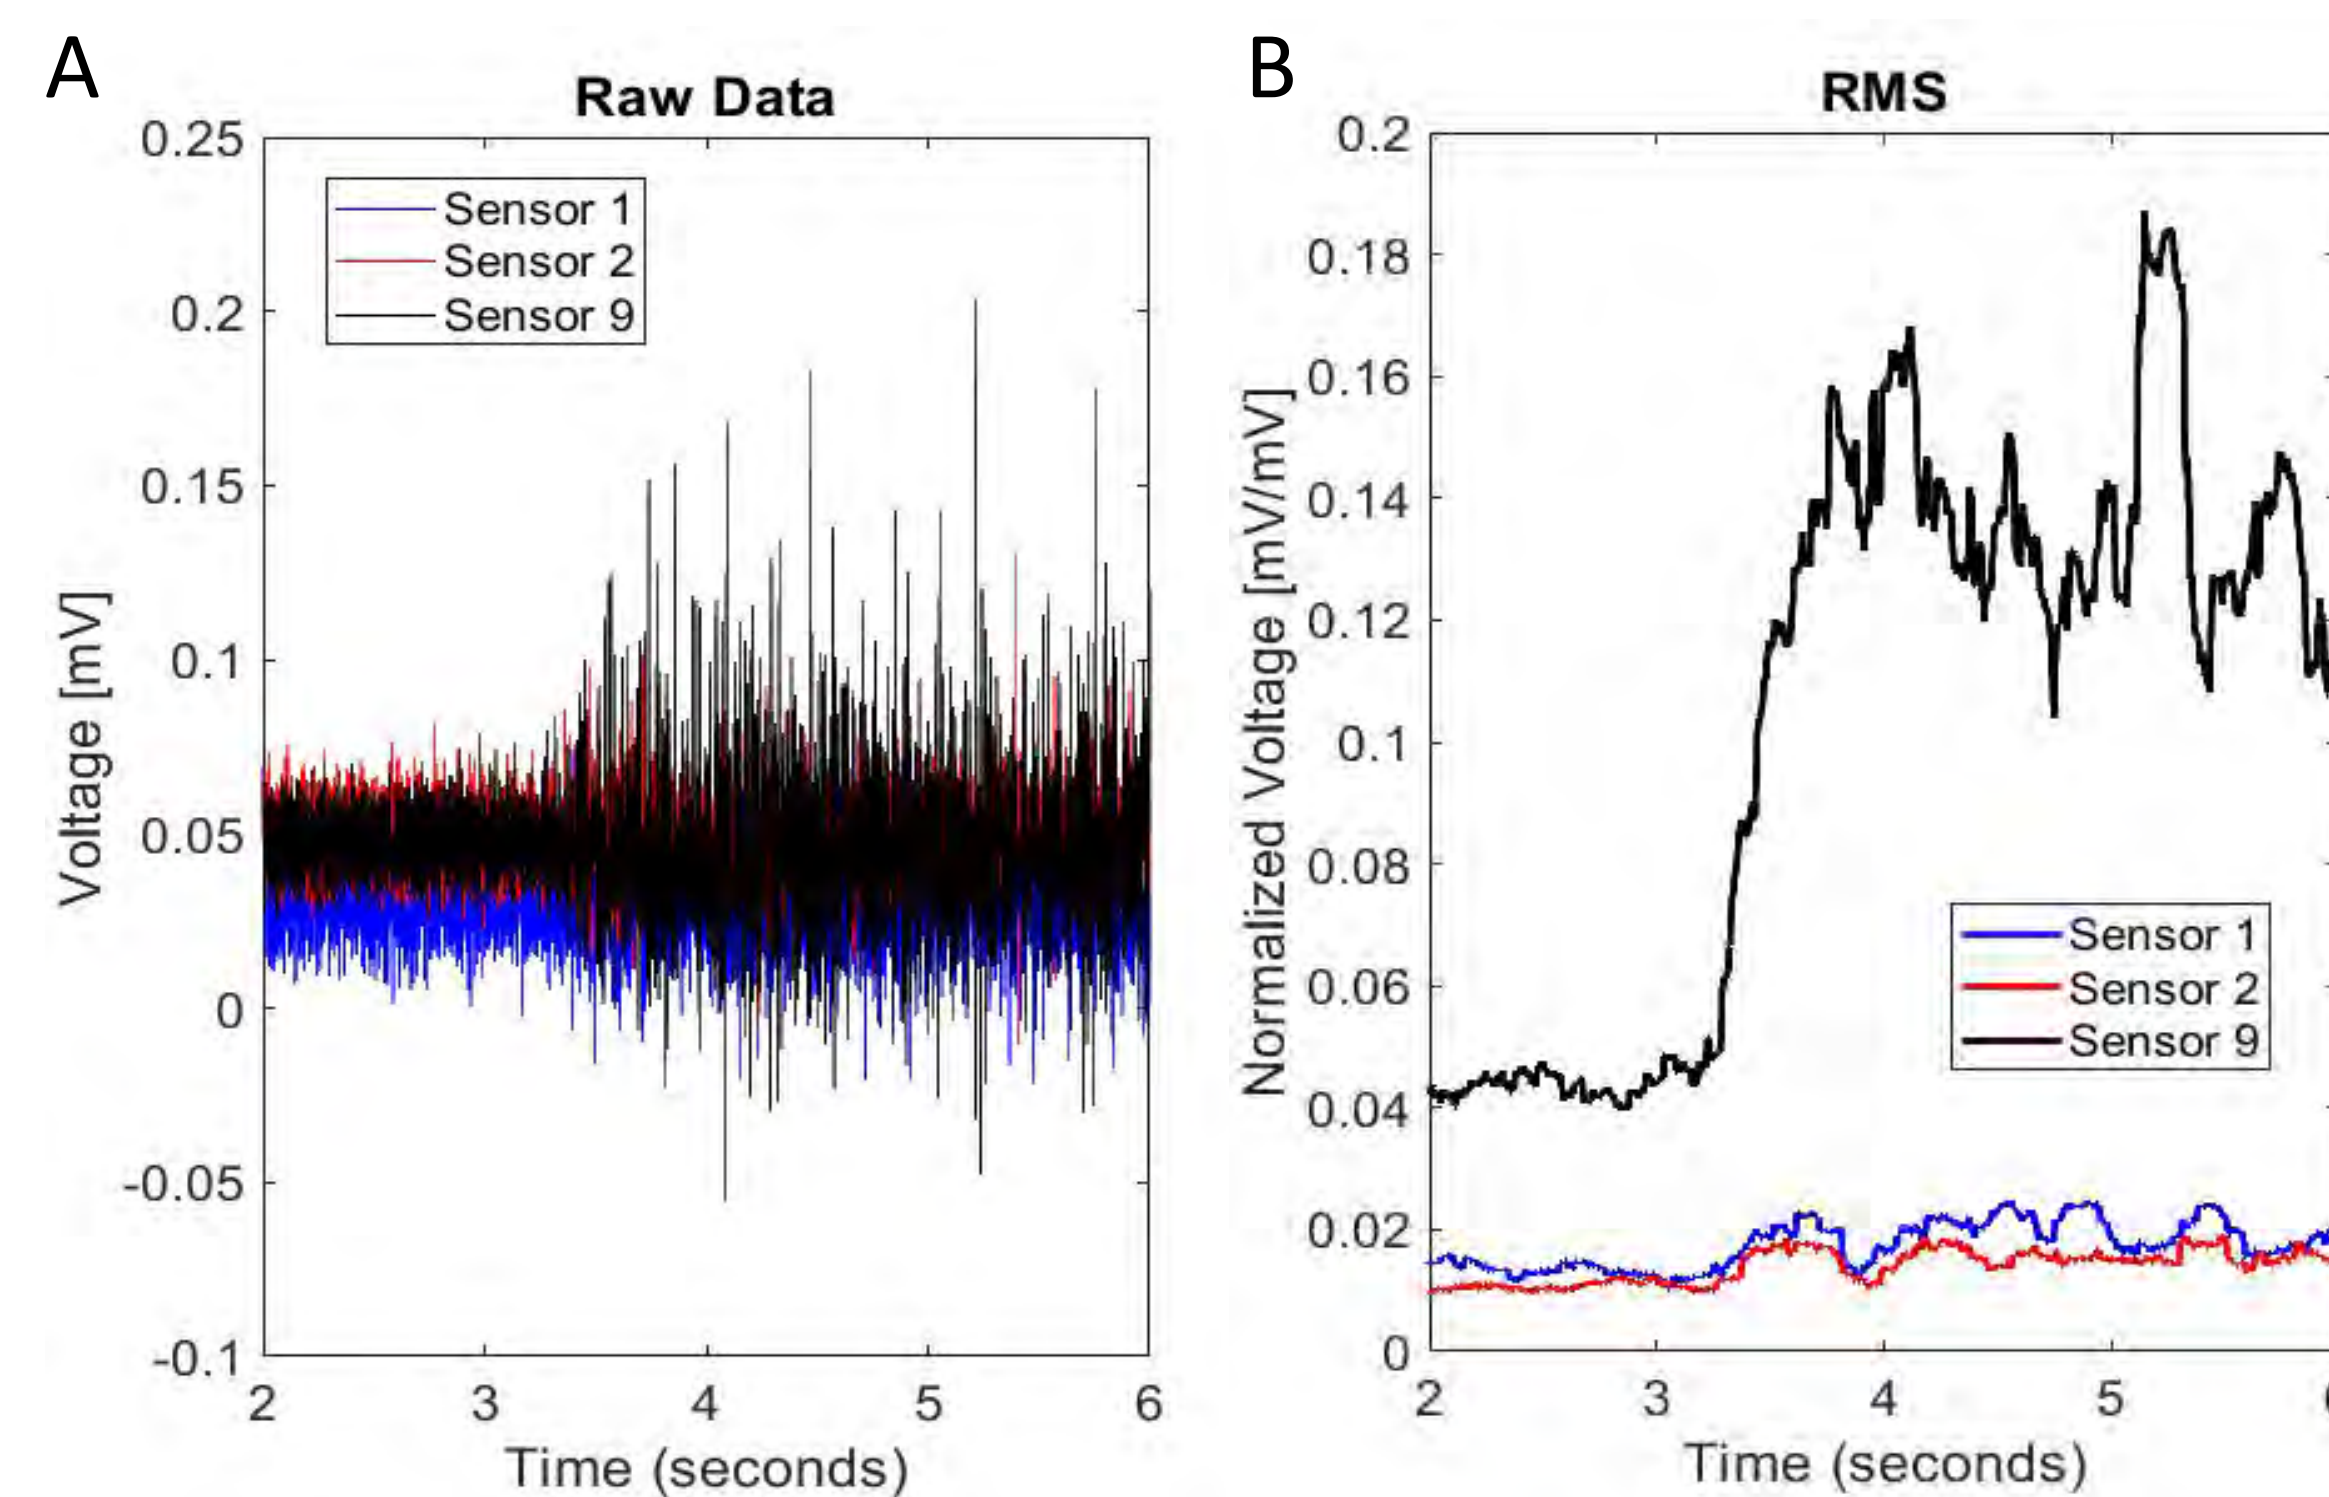 A
Raw Data
0.25
0.2
0.15
0.1
0.05
0
-0.05
-0.1
Voltage [mV]
Sensor 1
Sensor 2
Sensor 9
2 3 4 5 6
Time (seconds)
B
RMS
0.2
0.18
0.16
0.14
0.12
0.1
0.08
0.06
0.04
0.02
0
Normalized Voltage [mV/mV]
Sensor 1
Sensor 2
Sensor 9
2 3 4 5
Time (seconds)